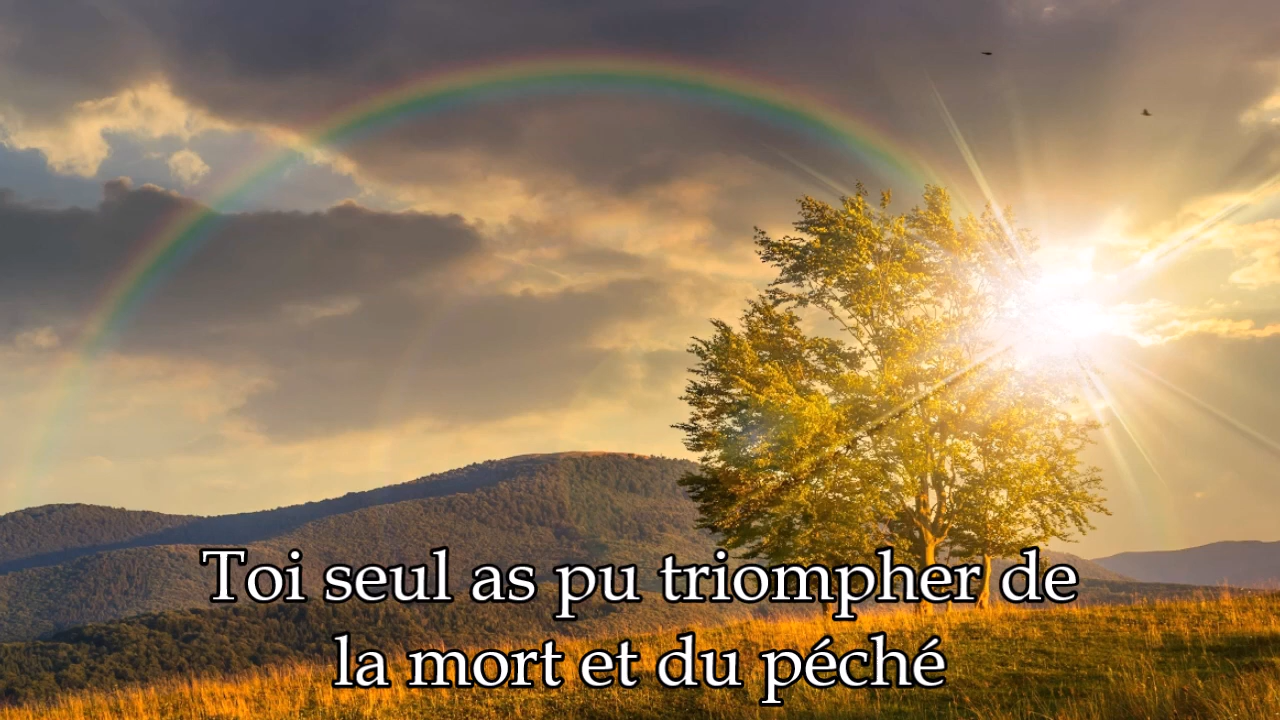 Toi seul as pu triompher de
la mort et du péché